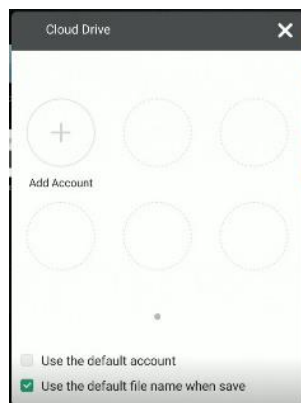 Cloud Drive
Add Account
Use the default account
Use the default file name when save